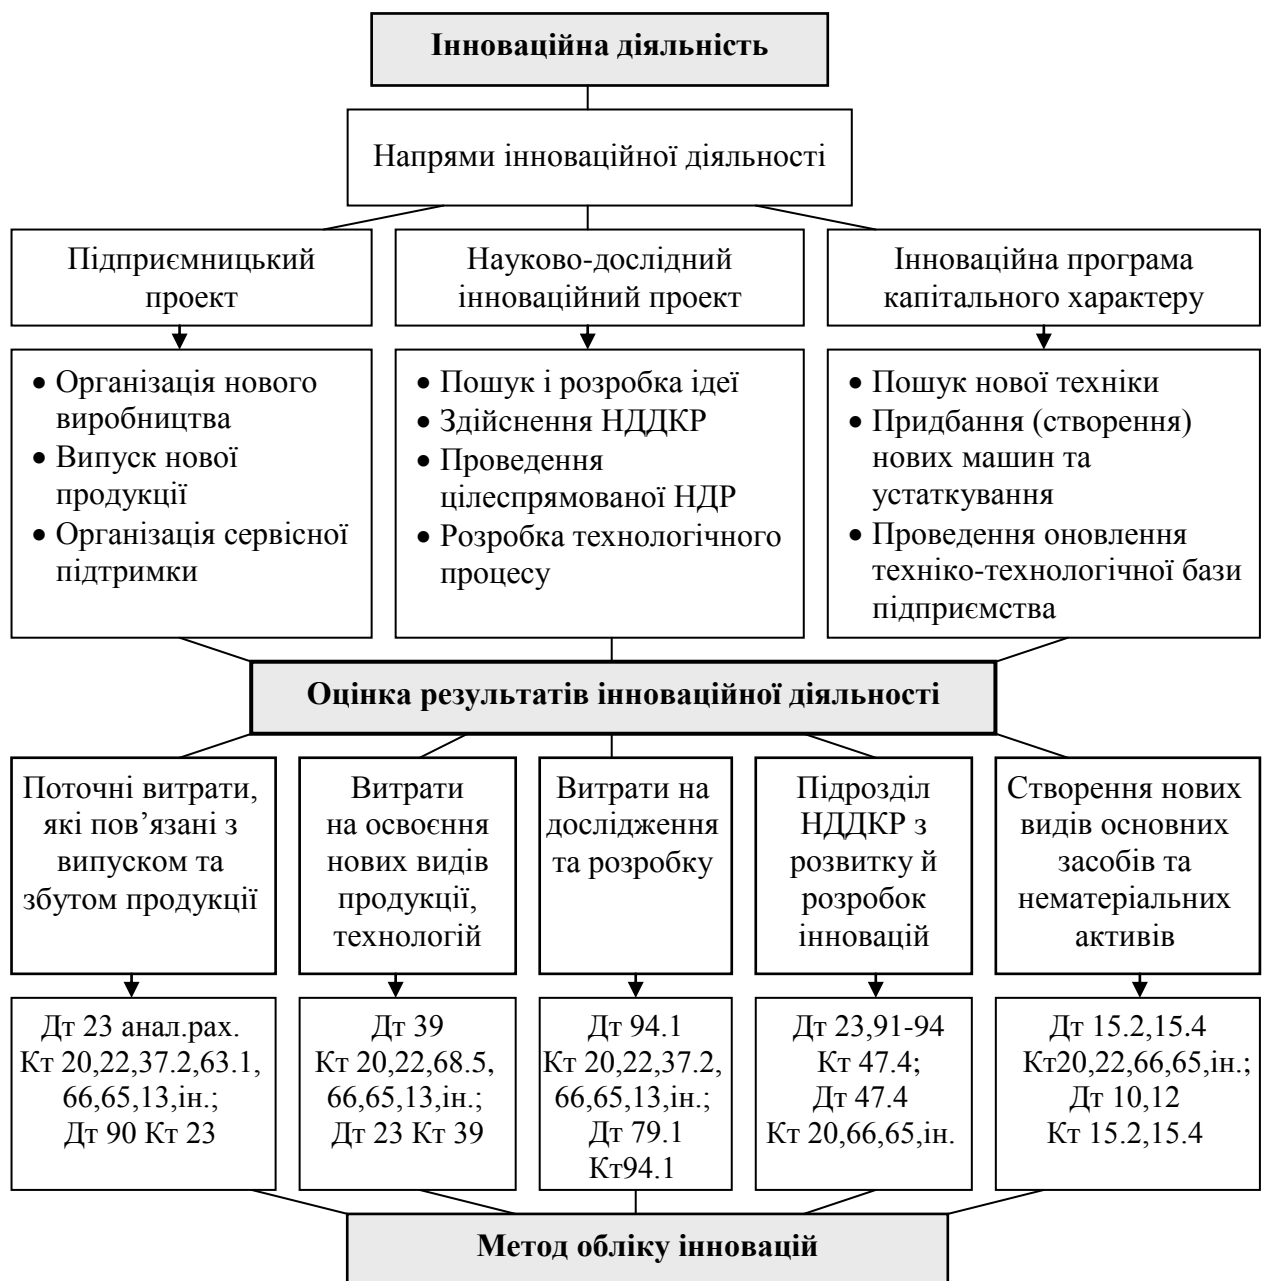 Інноваційна діяльність
Напрями інноваційної діяльності
Підприємницький
проект
Науково-дослідний
інноваційний проект
Інноваційна програма
капітального характеру
• Організація нового
виробництва
• Випуск нової
продукції
• Організація сервісної
підтримки
• Пошук і розробка ідеї
• Здійснення НДДКР
• Проведення
цілеспрямованої НДР
• Розробка технологічного
процесу
• Пошук нової техніки
• Придбання (створення)
нових машин та
устаткування
• Проведення оновлення
техніко-технологічної бази
підприємства
Оцінка результатів інноваційної діяльності
Поточні витрати,
які пов’язані з
випуском та
збутом продукції
Витрати
на освоєння
нових видів
продукції,
технологій
Витрати на
дослідження
та розробку
Підрозділ
НДДКР з
розвитку й
розробок
інновацій
Створення нових
видів основних
засобів та
нематеріальних
активів
Дт 23 анал.рах.
Кт 20,22,37.2,63.1,
66,65,13,ін.;
Дт 90 Кт 23
Дт 39
Кт 20,22,68.5,
66,65,13,ін.;
Дт 23 Кт 39
Дт 94.1
Кт 20,22,37.2,
66,65,13,ін.;
Дт 79.1
Кт94.1
Дт 23,91-94
Кт 47.4;
Дт 47.4
Кт 20,66,65,ін.
Дт 15.2,15.4
Кт20,22,66,65,ін.;
Дт 10,12
Кт 15.2,15.4
Метод обліку інновацій